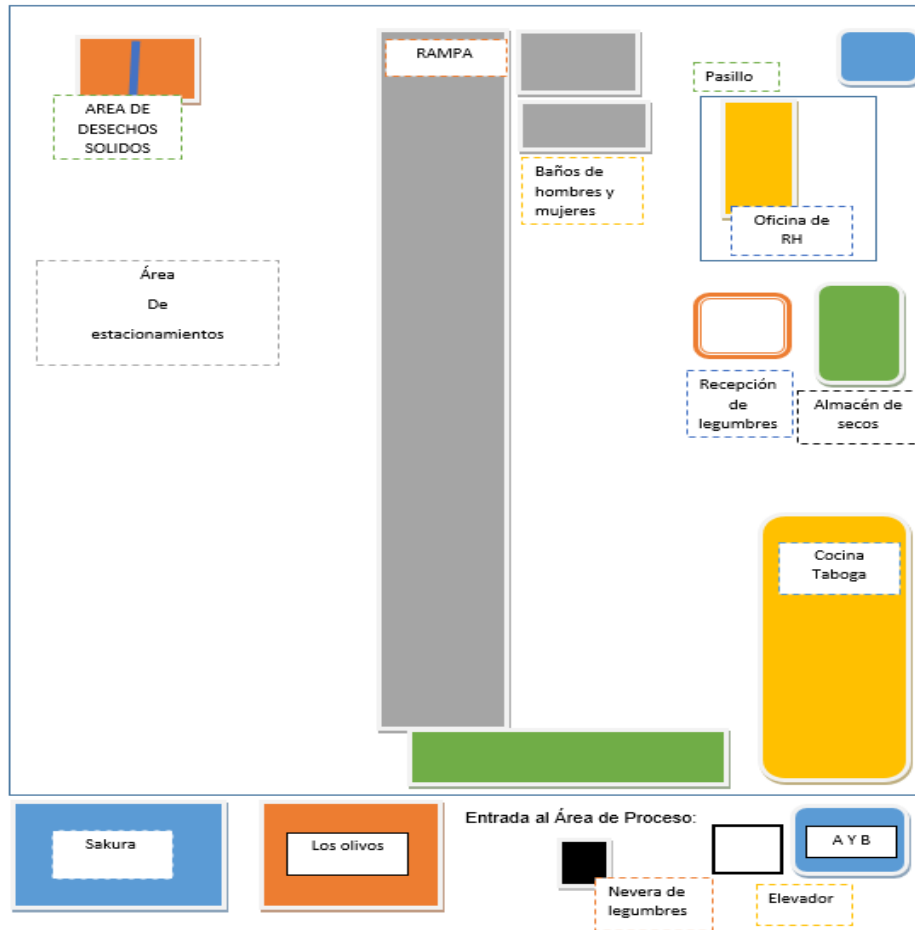 RAMPA
Pasillo
AREA DE
DESECHOS
SOLIDOS
Baños de
hombres y
mujeres
Oficina de
RH
Área
De
estacionamientos
Recepción
de
legumbres
Almacén de
secos
Cocina
Taboga
Entrada al Área de Proceso:
Sakura
Los olivos
A Y B
Nevera de
legumbres
Elevador